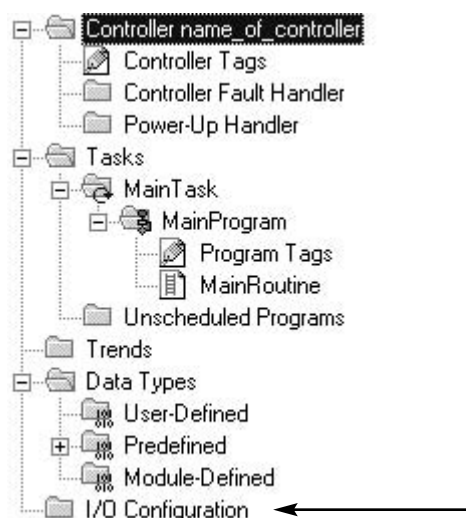 Controller name_of_controller
Controller Tags
Controller Fault Handler
Power-Up Handler
Tasks
MainTask
MainProgram
Program Tags
MainRoutine
Unscheduled Programs
Trends
Data Types
User-Defined
Predefined
Module-Defined
I/O Configuration